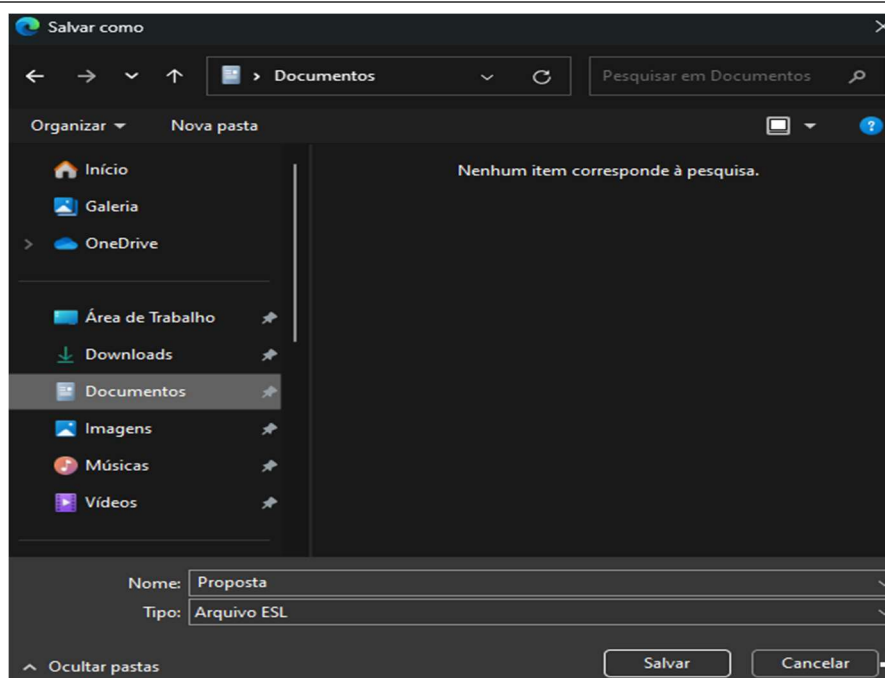 Salvar como
Documentos
Pesquisar em Documentos
Organizar
Nova pasta
?
Início
Nenhum item corresponde à pesquisa.
Galeria
OneDrive
Área de Trabalho
Downloads
Documentos
Imagens
Músicas
Vídeos
Nome: Proposta
Tipo: Arquivo ESL
Ocultar pastas
Salvar
Cancelar